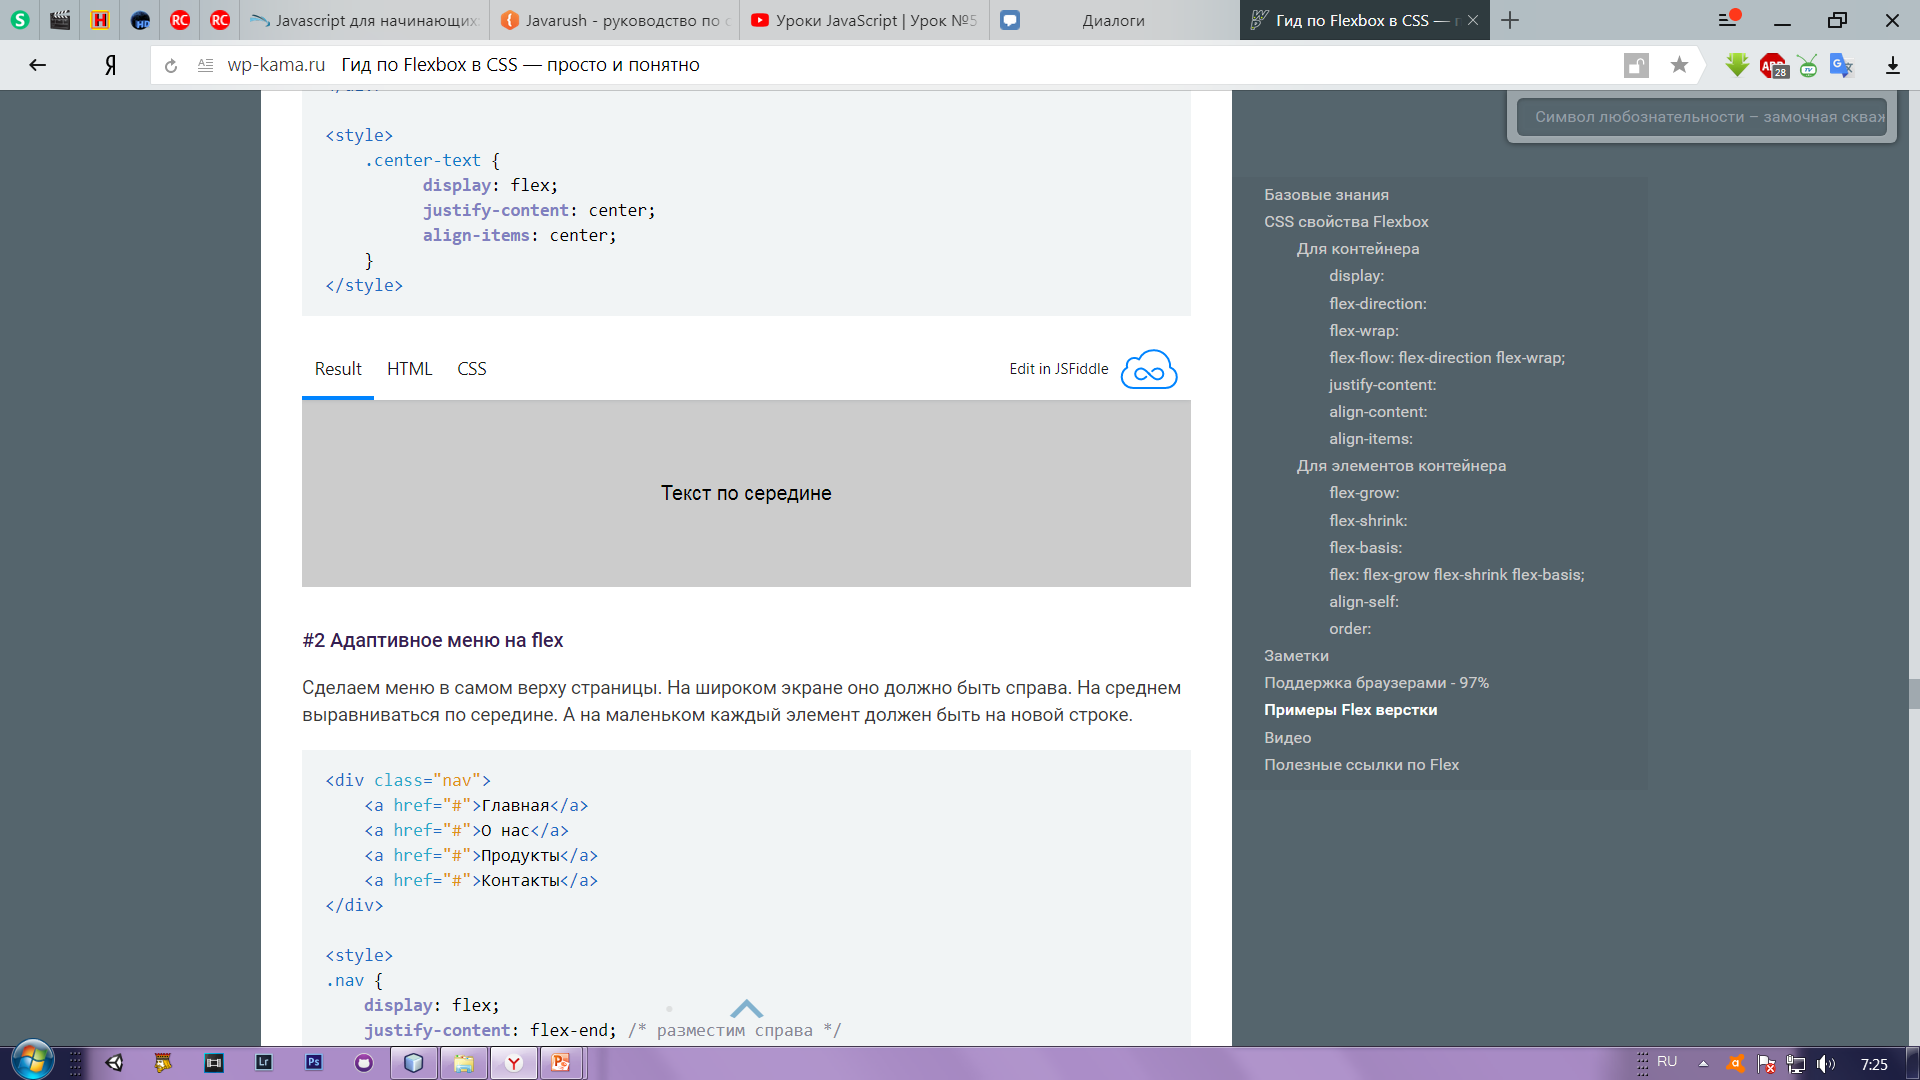 Javascript для начинающих
Javarush - руководство по с
Уроки JavaScript | Урок №5
Диалоги
Гид по Flexbox в CSS —
Я
wp-kama.ru Гид по Flexbox в CSS — просто и понятно
28
Символ любознательности – замочная скваж
<style>
.center-text {
display: flex;
justify-content: center;
align-items: center;
}
</style>
Result HTML CSS
Edit in JSFiddle
Текст по середине
#2 Адаптивное меню на flex
Сделаем меню в самом верху страницы. На широком экране оно должно быть справа. На среднем
выравниваться по середине. А на маленьком каждый элемент должен быть на новой строке.
<div class="nav">
<a href="#">Главная</a>
<a href="#">О нас</a>
<a href="#">Продукты</a>
<a href="#">Контакты</a>
</div>
<style>
.nav {
display: flex;
justify-content: flex-end; /* разместим справа */
Базовые знания
CSS свойства Flexbox
Для контейнера
display:
flex-direction:
flex-wrap:
flex-flow: flex-direction flex-wrap;
justify-content:
align-content:
align-items:
Для элементов контейнера
flex-grow:
flex-shrink:
flex-basis:
flex: flex-grow flex-shrink flex-basis;
align-self:
order:
Заметки
Поддержка браузерами - 97%
Примеры Flex верстки
Видео
Полезные ссылки по Flex
Lr
Ps
RU
7:25